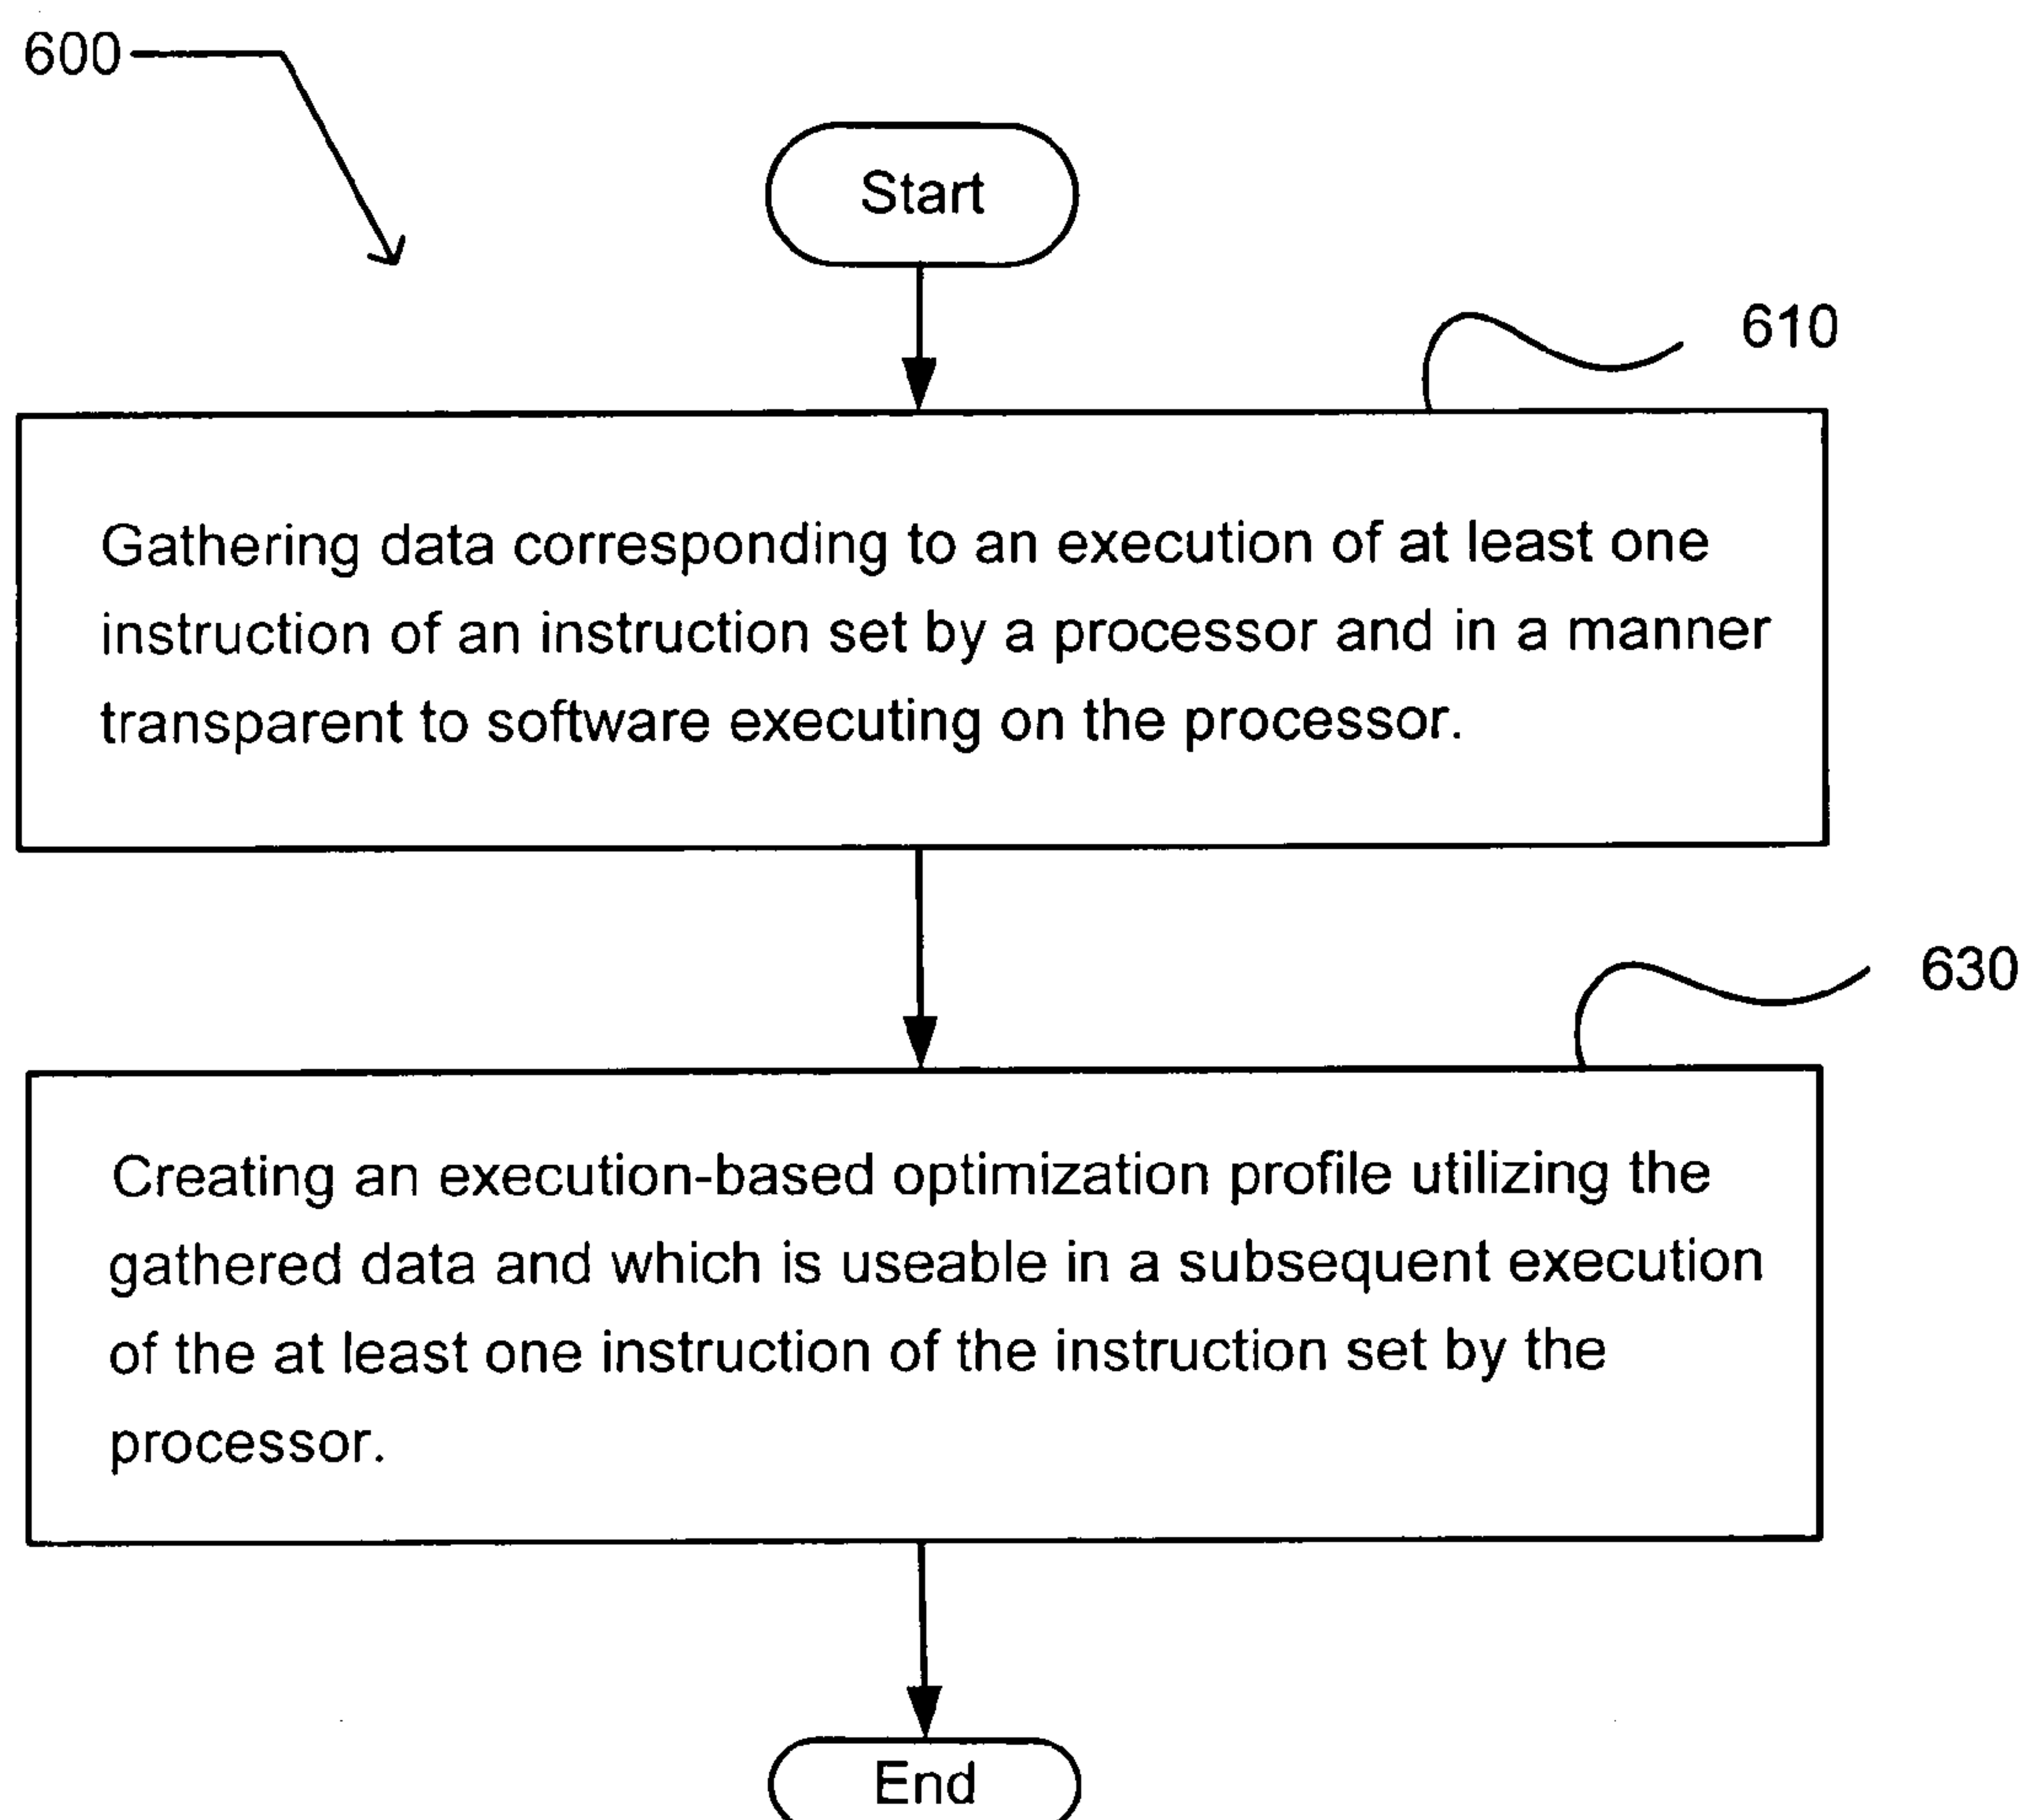 600
Start
610
Gathering data corresponding to an execution of at least one
instruction of an instruction set by a processor and in a manner
transparent to software executing on the processor.
630
Creating an execution-based optimization profile utilizing the
gathered data and which is useable in a subsequent execution
of the at least one instruction of the instruction set by the
processor.
End